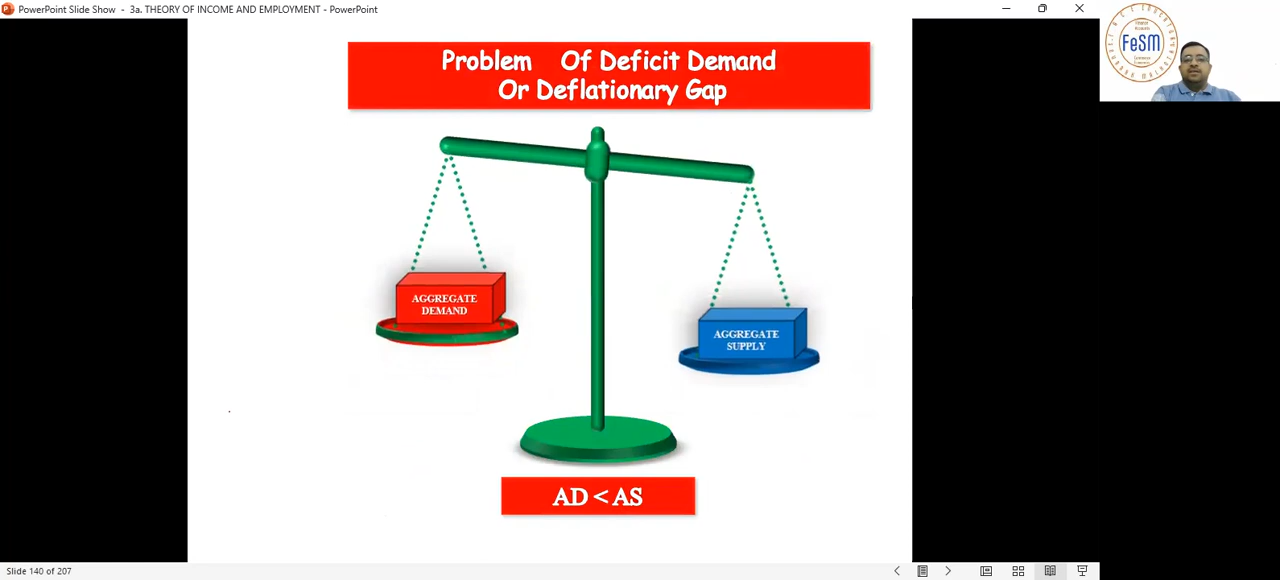 PowerPoint Slide Show - 3a. THEORY OF INCOME AND EMPLOYMENT - PowerPoint
FeSM
Problem Of Deficit Demand
Or Deflationary Gap
AGGREGATE
DEMAND
AGGREGATE
SUPPLY
AD < AS
Slide 140 of 207